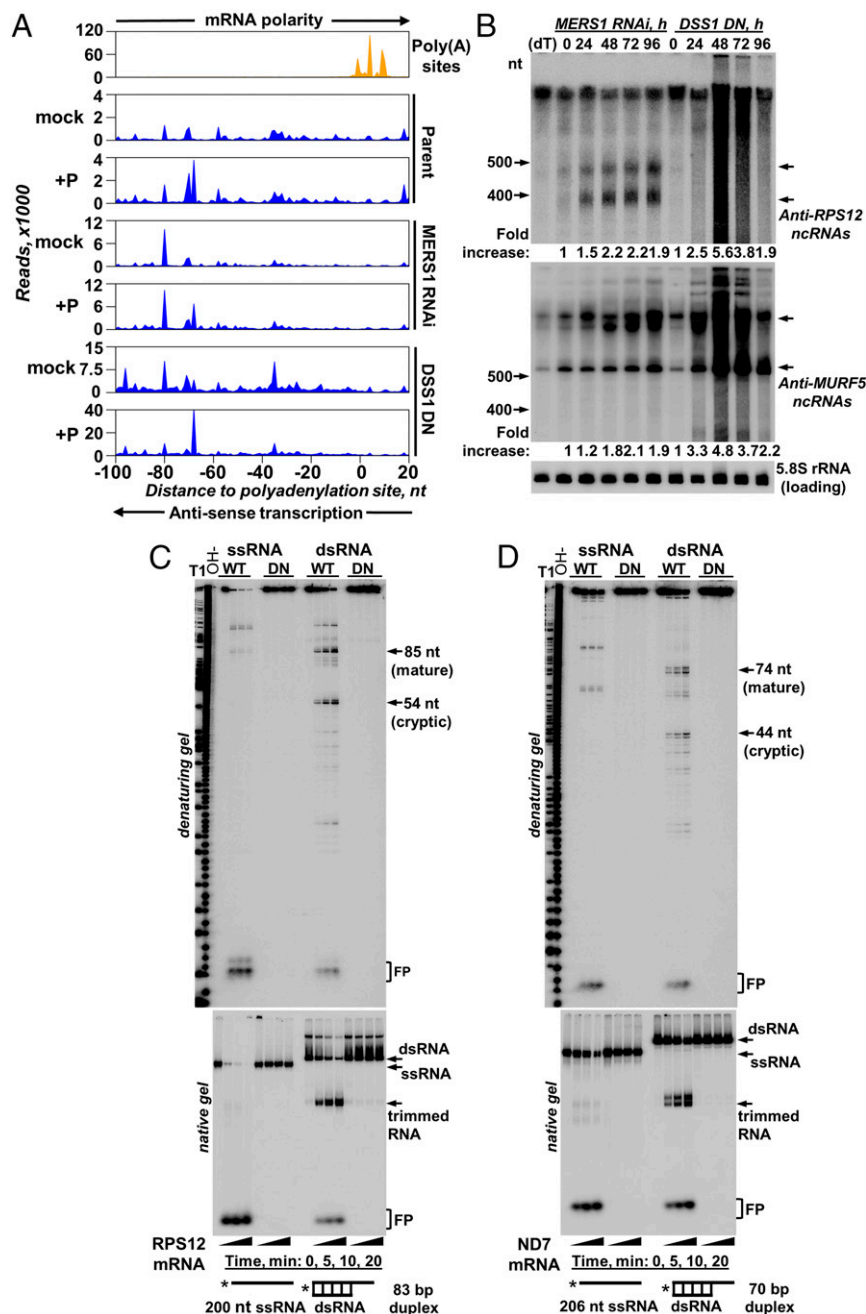 A
mRNA polarity
120
60
0
Poly(A)
sites
mock
4
2
0
+P
4
2
0
Parent
mock
12
6
0
+P
12
6
0
MERS1
RNAi
mock
15
7.5
0
+P
40
20
0
DSS1
DN
Reads, x1000
-100 -80 -60 -40 -20 0 20
Distance to polyadenylation site, nt
Anti-sense transcription
B
MERS1 RNAi, h DSS1 DN, h
(dT) 0 24 48 72 96 0 24 48 72 96
nt
500
400
Anti-RPS12
ncRNAs
Fold
increase: 1 1.5 2.2 2.2 1.9 1 2.5 5.6 3.8 1.9
500
400
Anti-MURF5
ncRNAs
Fold
increase: 1 1.2 1.8 2.1 1.9 1 3.3 4.8 3.7 2.2
5.8S rRNA
(loading)
C
ssRNA dsRNA
T1 OH- WT DN WT DN
85 nt
(mature)
54 nt
(cryptic)
denaturing gel
FP
dsRNA
ssRNA
trimmed
RNA
native gel
FP
RPS12
mRNA Time, min: 0, 5, 10, 20
* *
200 nt ssRNA dsRNA
83 bp
duplex
D
ssRNA dsRNA
T1 OH- WT DN WT DN
74 nt
(mature)
44 nt
(cryptic)
denaturing gel
FP
dsRNA
ssRNA
trimmed
RNA
native gel
FP
ND7
mRNA Time, min: 0, 5, 10, 20
* *
206 nt ssRNA dsRNA
70 bp
duplex